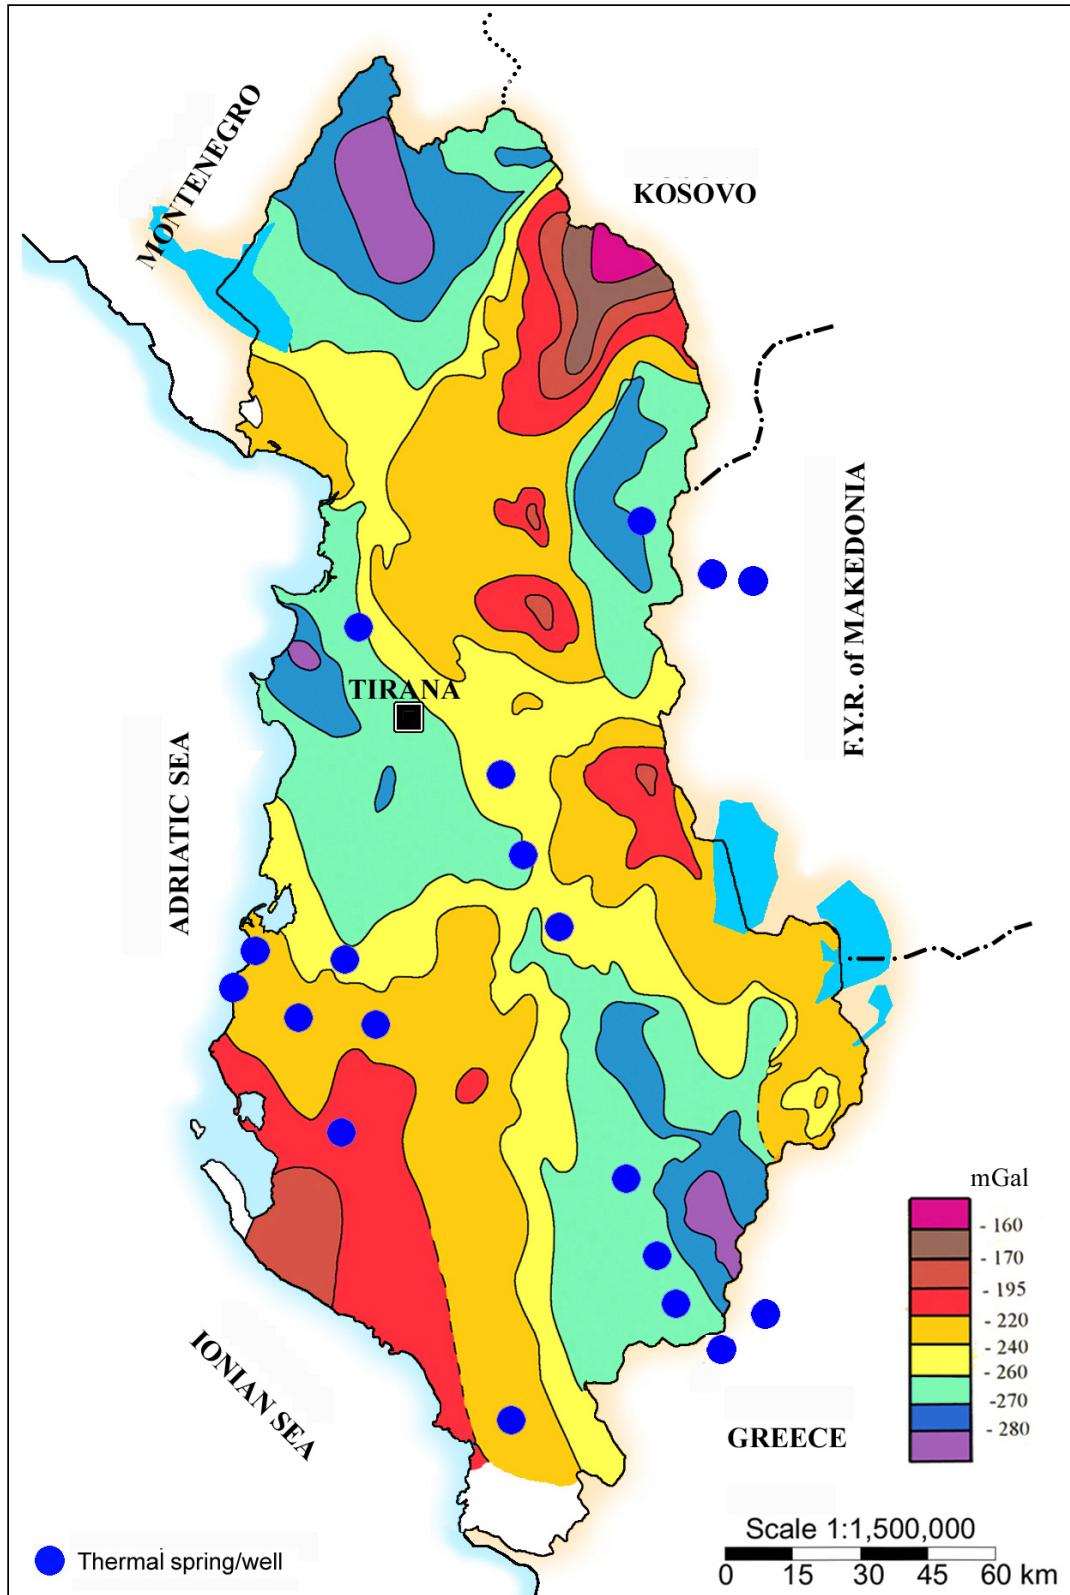 MONTENEGRO
KOSOVO
F.Y.R. of MAKEDONIA
TIRANA
ADRIATIC SEA
mGal
- 160
- 170
- 195
- 220
- 240
- 260
-270
- 280
IONIAN SEA
GREECE
Scale 1:1,500,000
0 15 30 45 60 km
Thermal spring/well